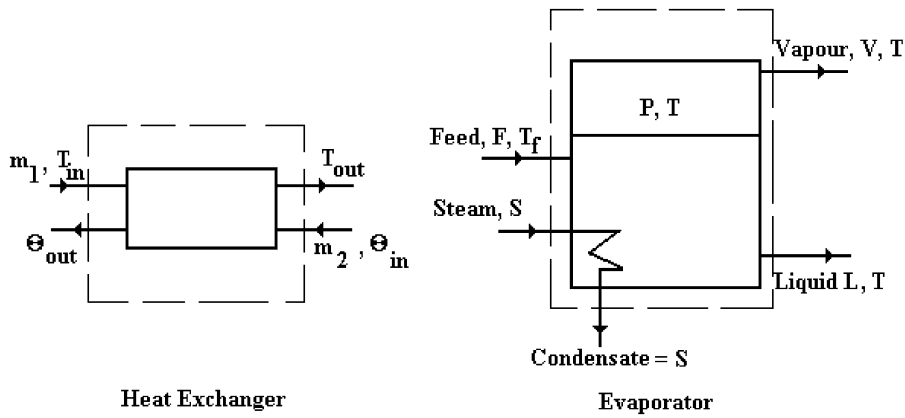 m1, Tin
Tout
Θout
m2, Θin
Heat Exchanger
Vapour, V, T
P, T
Feed, F, Tf
Steam, S
Liquid L, T
Condensate = S
Evaporator